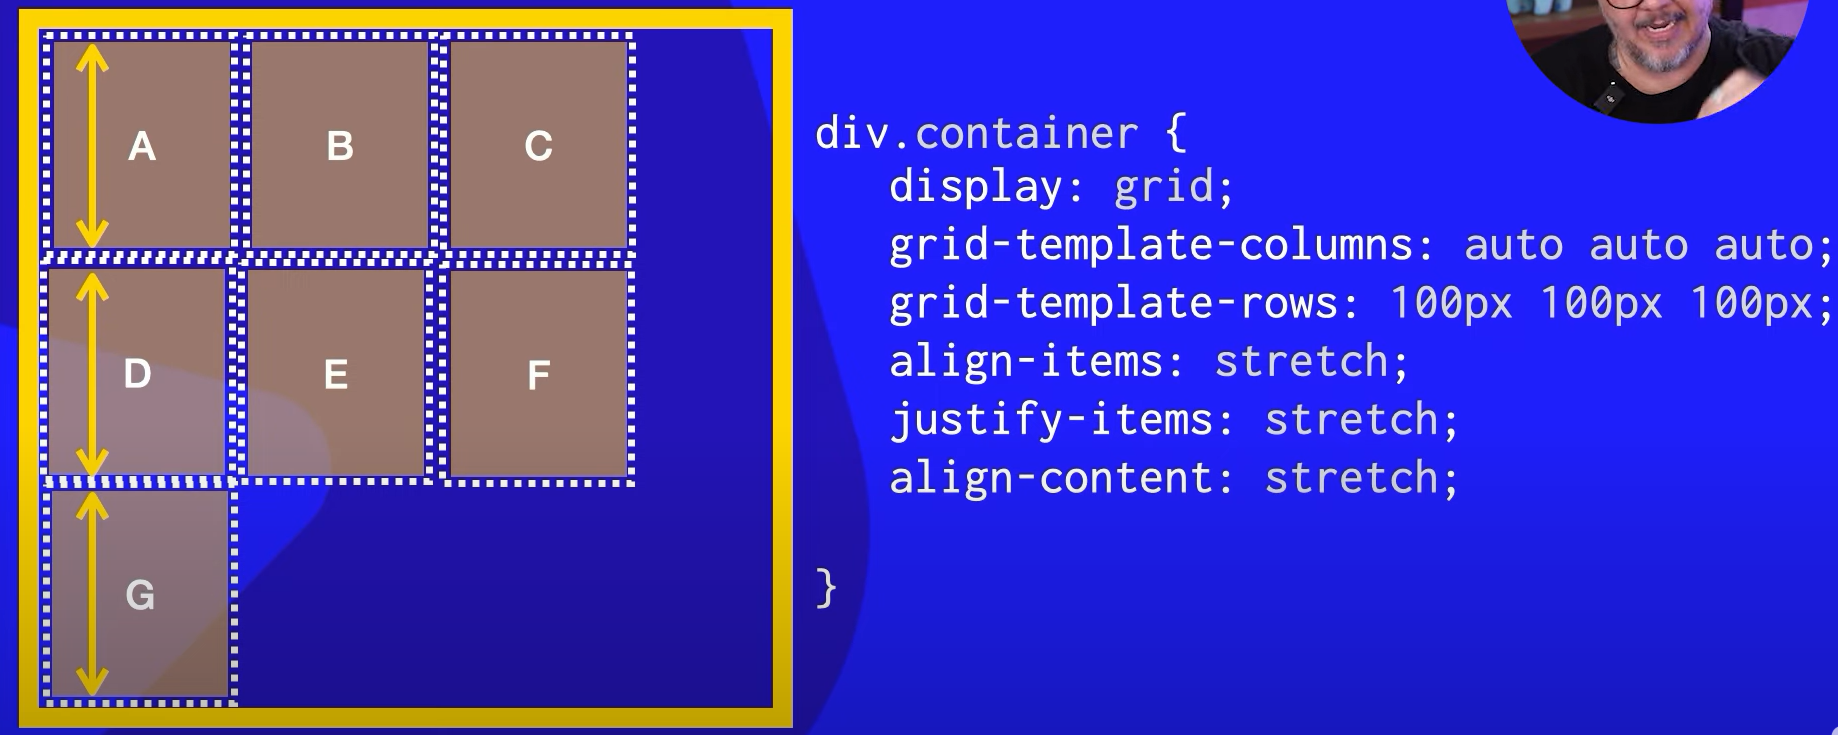 A B C
D E F
G
div.container {
display: grid;
grid-template-columns: auto auto auto;
grid-template-rows: 100px 100px 100px;
align-items: stretch;
justify-items: stretch;
align-content: stretch;
}